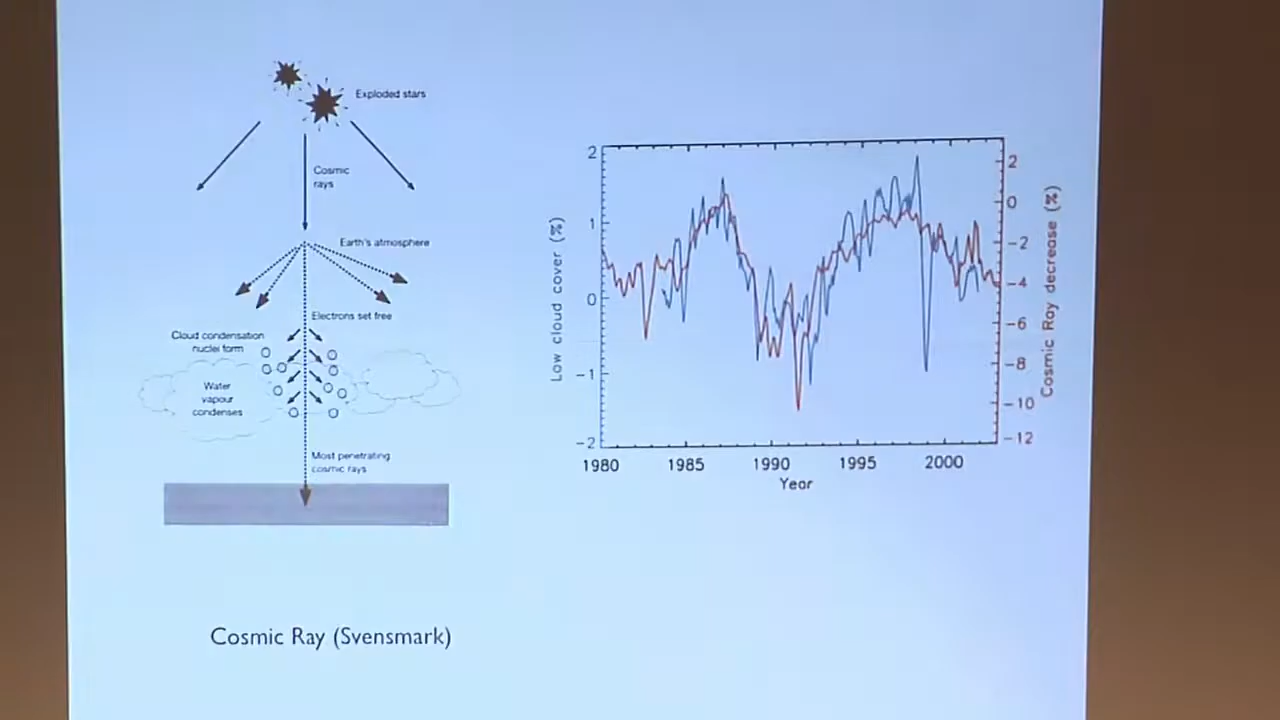 Exploded stars
Cosmic
rays
Earth's atmosphere
Electrons set free
Cloud condensation
nuclei form
Water
vapour
condenses
Most penetrating
cosmic rays
Cosmic Ray (Svensmark)
Low cloud cover (%)
2
1
0
−1
−2
1980
1985
1990
1995
2000
Year
2
0
−2
−4
−6
−8
−10
−12
Cosmic Ray decrease (%)